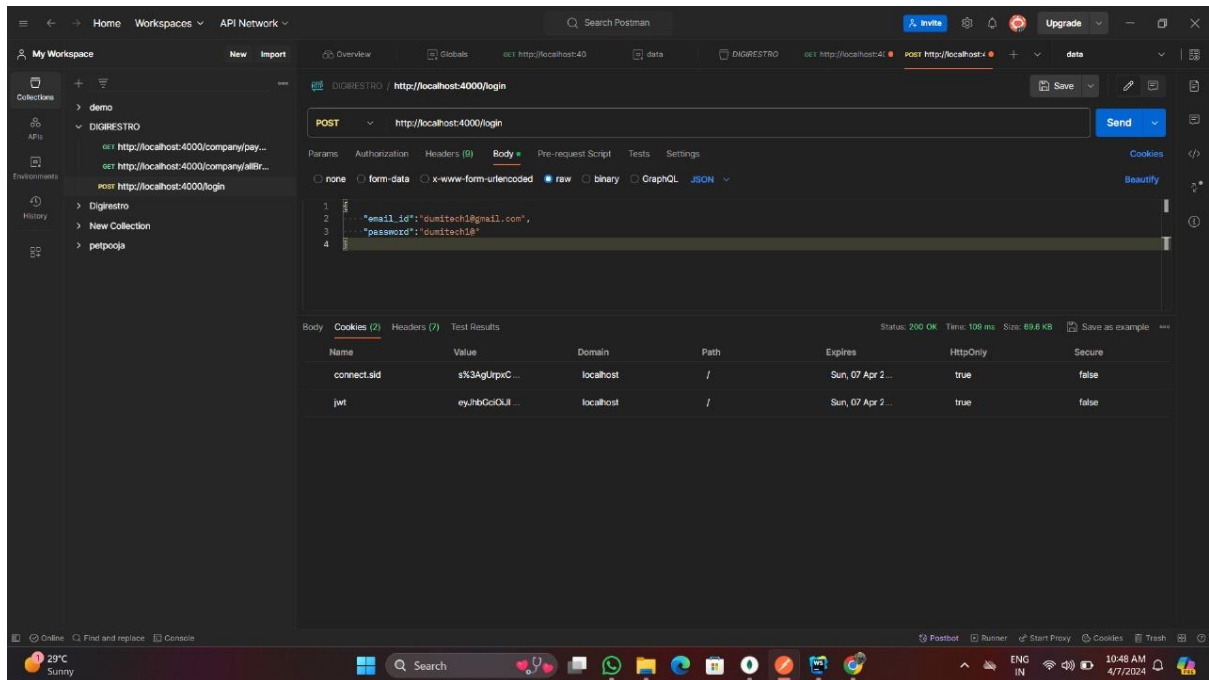 Home Workspaces API Network Search Postman Invite Upgrade
My Workspace New Import Overview Globals GET http://localhost:40 data DIGIRESTRO GET http://localhost:4( POST http://localhost:4 data
Collections
APIs
Environments
History
demo
DIGIRESTRO
GET http://localhost:4000/company/pay...
GET http://localhost:4000/company/allBr...
POST http://localhost:4000/login
Digirestro
New Collection
petpooja
HTTP DIGIRESTRO / http://localhost:4000/login Save
POST http://localhost:4000/login Send
Params Authorization Headers (9) Body Pre-request Script Tests Settings Cookies
none form-data x-www-form-urlencoded raw binary GraphQL JSON Beautify
1 {
2 "email_id":"dumitech1@gmail.com",
3 "password":"dumitech1@"
4 }
Body Cookies (2) Headers (7) Test Results Status: 200 OK Time: 109 ms Size: 69.6 KB Save as example
Name Value Domain Path Expires HttpOnly Secure
connect.sid s%3AgUrpxC... localhost / Sun, 07 Apr 2... true false
jwt eyJhbGciOiJI... localhost / Sun, 07 Apr 2... true false
Online Find and replace Console Postbot Runner Start Proxy Cookies Trash
1 29°C
Sunny
Search
WS
ENG
IN
10:48 AM
4/7/2024